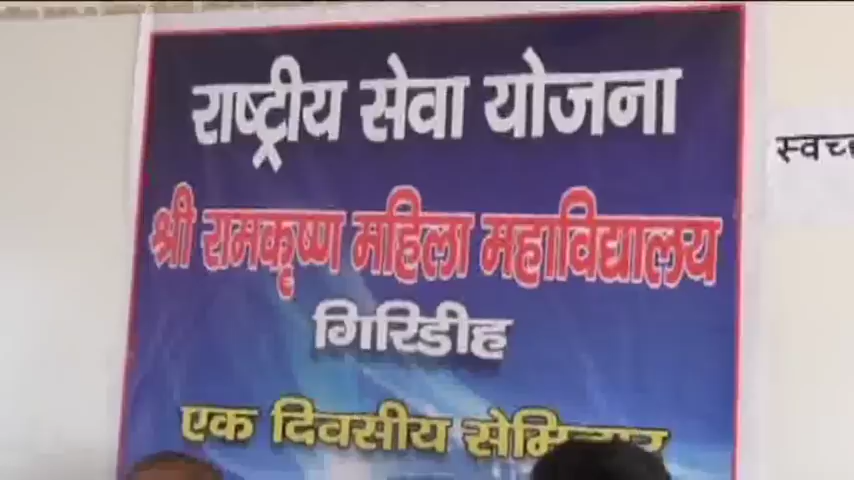 राष्ट्रीय सेवा योजना
श्री रामकृष्ण महिला महाविद्यालय
गिरिडीह
एक दिवसीय सेमिनार